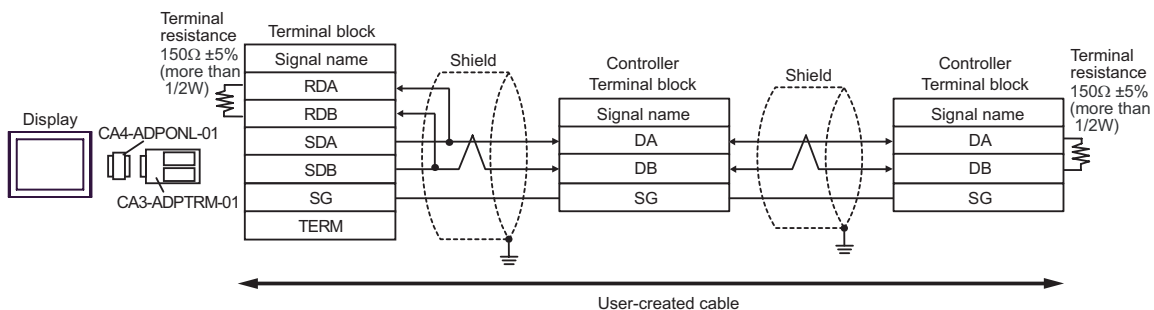 Display
CA4-ADPONL-01
CA3-ADPTRM-01
Terminal
resistance
150Ω ±5%
(more than
1/2W)
Terminal block
Signal name
RDA
RDB
SDA
SDB
SG
TERM
Shield
Controller
Terminal block
Signal name
DA
DB
SG
Shield
Controller
Terminal block
Signal name
DA
DB
SG
Terminal
resistance
150Ω ±5%
(more than
1/2W)
User-created cable